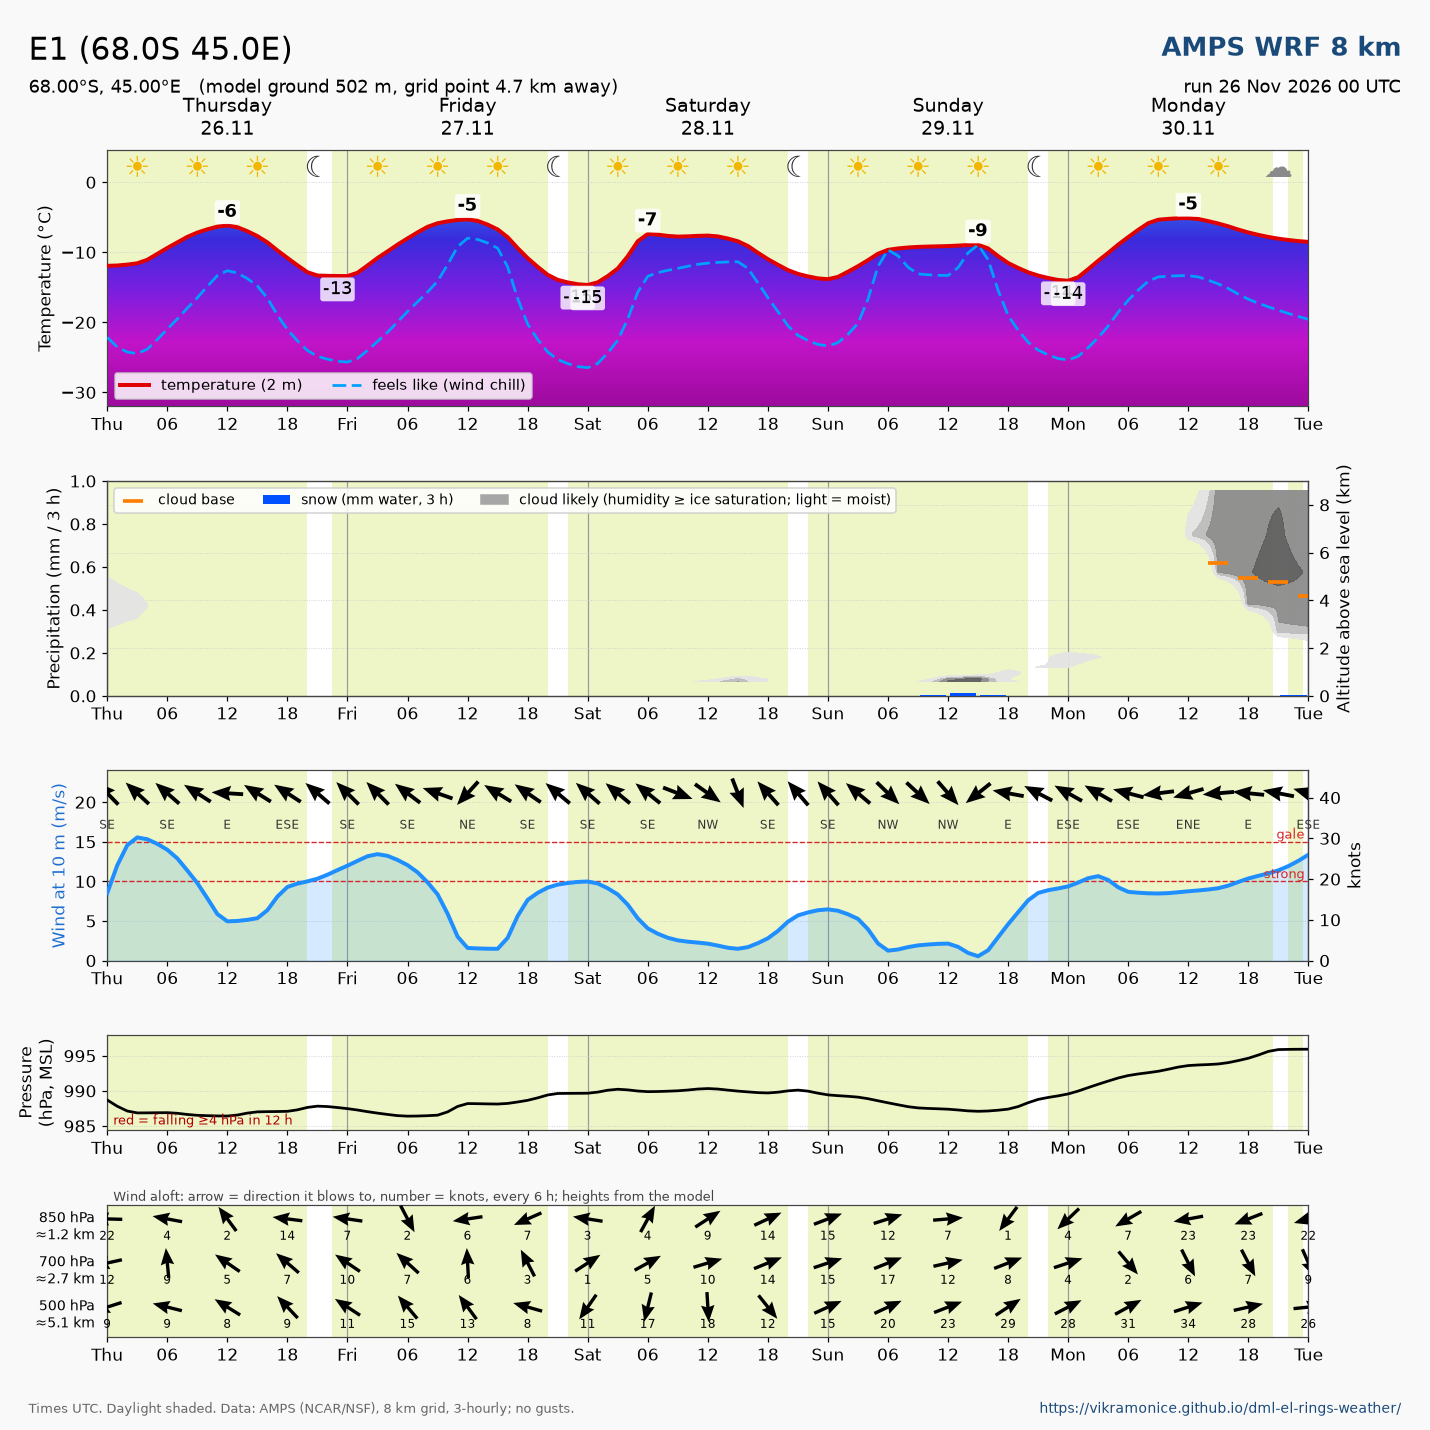 E1 (68.0S 45.0E)
AMPS WRF 8 km
68.00°S, 45.00°E (model ground 502 m, grid point 4.7 km away)
run 26 Nov 2026 00 UTC
Thursday Friday Saturday Sunday Monday
26.11 27.11 28.11 29.11 30.11
Temperature (°C)
0
−10
−20
−30
-6 -5 -7 -9 -5
-13 -15 -14
temperature (2 m) feels like (wind chill)
Thu 06 12 18 Fri 06 12 18 Sat 06 12 18 Sun 06 12 18 Mon 06 12 18 Tue
Precipitation (mm / 3 h)
1.0
0.8
0.6
0.4
0.2
0.0
cloud base snow (mm water, 3 h) cloud likely (humidity ≥ ice saturation; light = moist)
Altitude above sea level (km)
8
6
4
2
0
Thu 06 12 18 Fri 06 12 18 Sat 06 12 18 Sun 06 12 18 Mon 06 12 18 Tue
Wind at 10 m (m/s)
20
15
10
5
0
SE SE E ESE SE SE NE SE SE SE NW SE SE NW NW E ESE ESE ENE E ESE
gale
strong
knots
40
30
20
10
0
Thu 06 12 18 Fri 06 12 18 Sat 06 12 18 Sun 06 12 18 Mon 06 12 18 Tue
Pressure
(hPa, MSL)
995
990
985
red = falling ≥4 hPa in 12 h
Thu 06 12 18 Fri 06 12 18 Sat 06 12 18 Sun 06 12 18 Mon 06 12 18 Tue
Wind aloft: arrow = direction it blows to, number = knots, every 6 h; heights from the model
850 hPa
≈1.2 km 22 4 2 14 7 2 6 7 3 4 9 14 15 12 7 1 4 7 23 23 22
700 hPa
≈2.7 km 12 9 5 7 10 7 6 3 1 5 10 14 15 17 12 8 4 2 6 7 9
500 hPa
≈5.1 km 9 9 8 9 11 15 13 8 11 17 18 12 15 20 23 29 28 31 34 28 26
Thu 06 12 18 Fri 06 12 18 Sat 06 12 18 Sun 06 12 18 Mon 06 12 18 Tue
Times UTC. Daylight shaded. Data: AMPS (NCAR/NSF), 8 km grid, 3-hourly; no gusts.
https://vikramonice.github.io/dml-el-rings-weather/